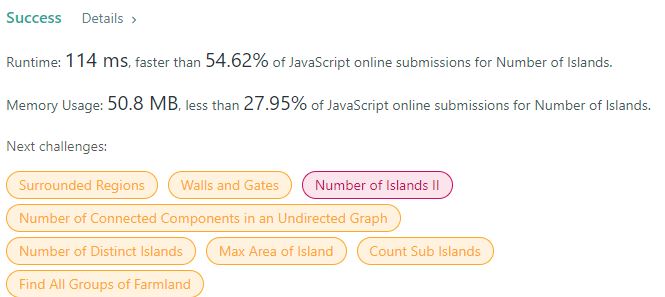 Success Details >
Runtime: 114 ms, faster than 54.62% of JavaScript online submissions for Number of Islands.
Memory Usage: 50.8 MB, less than 27.95% of JavaScript online submissions for Number of Islands.
Next challenges:
Surrounded Regions Walls and Gates Number of Islands II
Number of Connected Components in an Undirected Graph
Number of Distinct Islands Max Area of Island Count Sub Islands
Find All Groups of Farmland